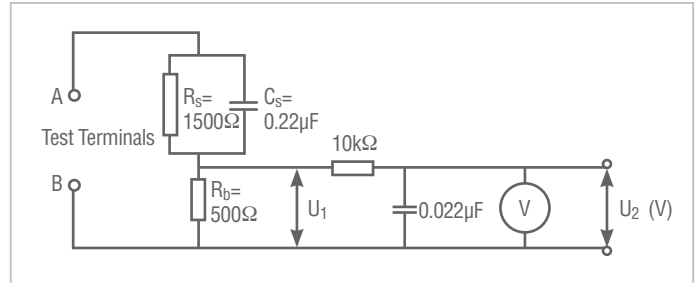 A
Rs=
1500Ω
Cs=
0.22µF
Test Terminals
10kΩ
B
Rb=
500Ω
U1
0.022µF
V
U2 (V)